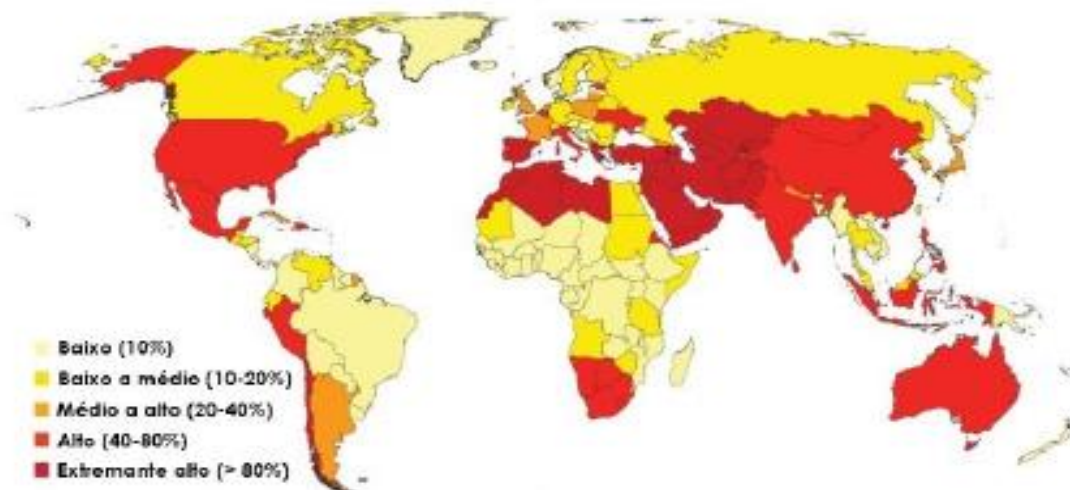 Baixo (10%)
Baixo a médio (10-20%)
Médio a alto (20-40%)
Alto (40-80%)
Extremante alto (> 80%)